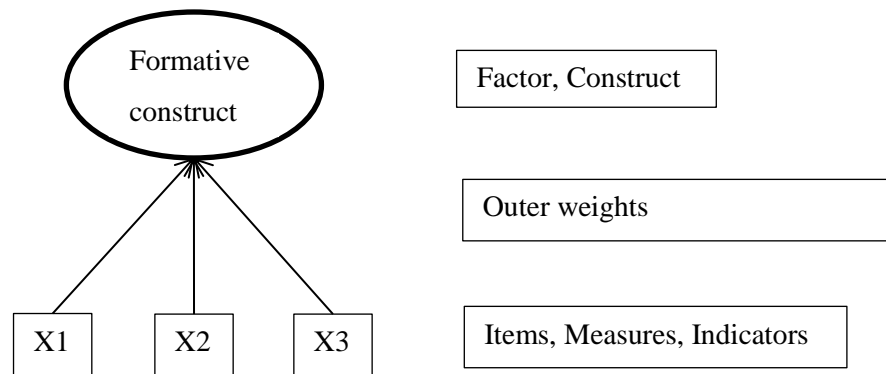 Formative
construct
Factor, Construct
Outer weights
X1
X2
X3
Items, Measures, Indicators